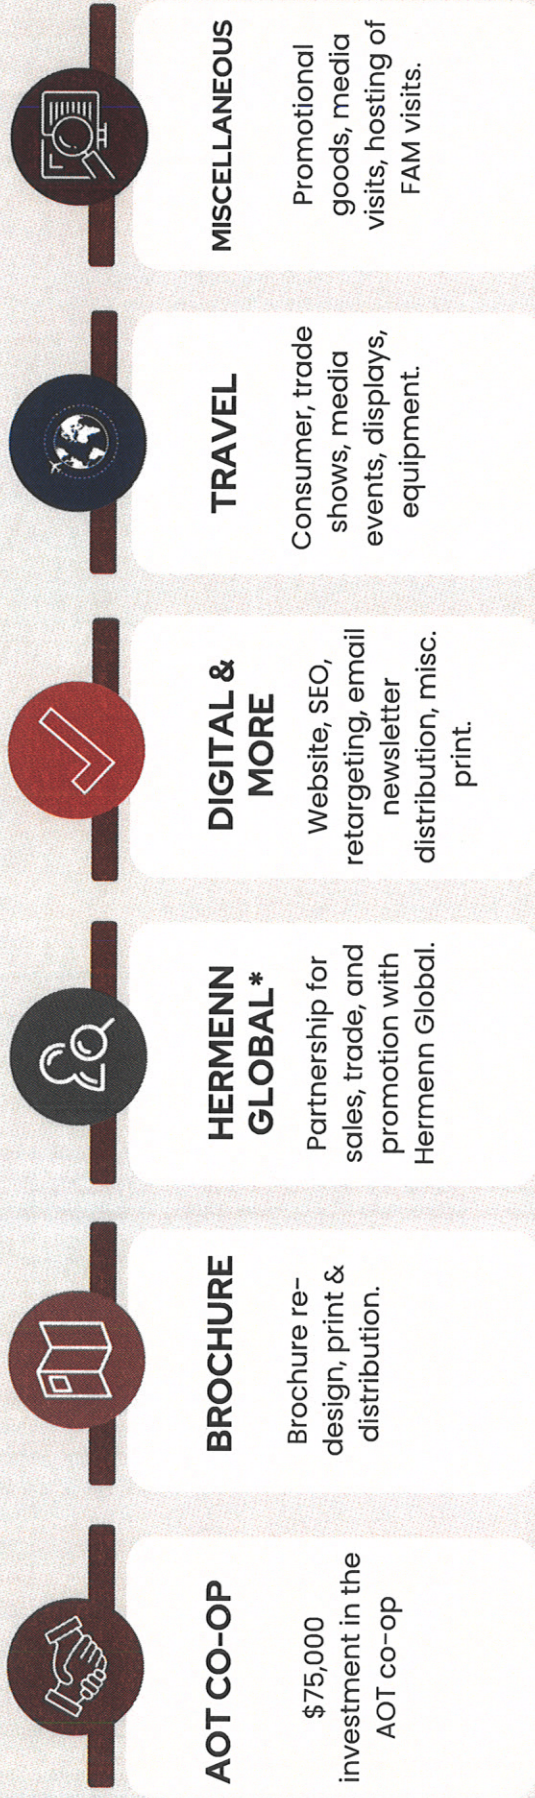 AOT CO-OP
$75,000
investment in the
AOT co-op
BROCHURE
Brochure re-
design, print &
distribution.
HERMENN
GLOBAL*
Partnership for
sales, trade, and
promotion with
Hermenn Global.
DIGITAL &
MORE
Website, SEO,
retargeting, email
newsletter
distribution, misc.
print.
TRAVEL
Consumer, trade
shows, media
events, displays,
equipment.
MISCELLANEOUS
Promotional
goods, media
visits, hosting of
FAM visits.